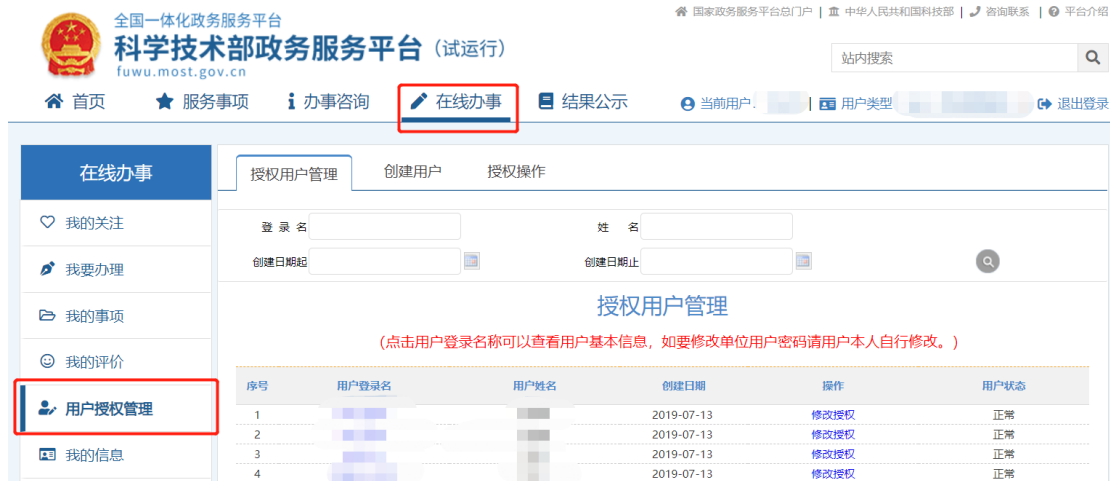 国家政务服务平台总门户 | 中华人民共和国科技部 | 咨询联系 | 平台介绍
全国一体化政务服务平台
科学技术部政务服务平台（试运行）
fuwu.most.gov.cn
站内搜索
首页 服务事项 办事咨询 在线办事 结果公示 当前用户 | 用户类型 退出登录
在线办事
我的关注
我要办理
我的事项
我的评价
用户授权管理
我的信息
授权用户管理 创建用户 授权操作
登 录 名 姓 名
创建日期起 创建日期止
授权用户管理
(点击用户登录名称可以查看用户基本信息，如要修改单位用户密码请用户本人自行修改。)
序号 用户登录名 用户姓名 创建日期 操作 用户状态
1 2019-07-13 修改授权 正常
2 2019-07-13 修改授权 正常
3 2019-07-13 修改授权 正常
4 2019-07-13 修改授权 正常